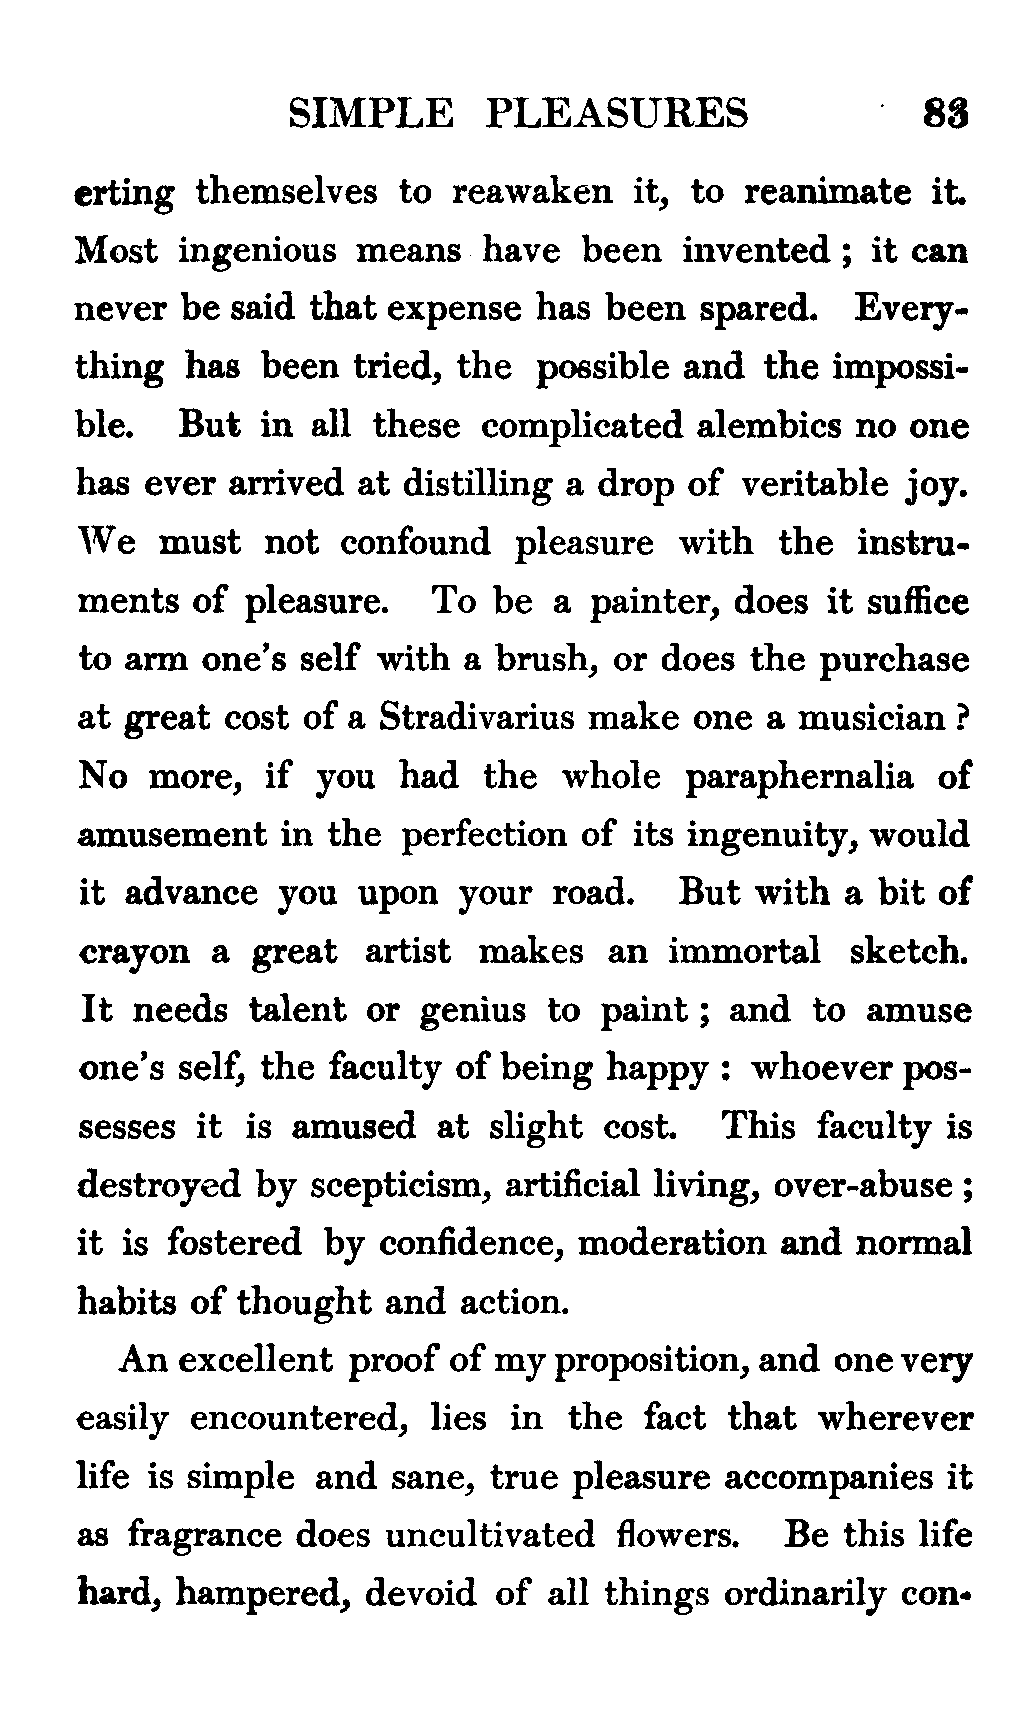 SIMPLE PLEASURES 83
erting themselves to reawaken it, to reanimate it.
Most ingenious means have been invented ; it can
never be said that expense has been spared. Every-
thing has been tried, the possible and the impossi-
ble. But in all these complicated alembics no one
has ever arrived at distilling a drop of veritable joy.
We must not confound pleasure with the instru-
ments of pleasure. To be a painter, does it suffice
to arm one's self with a brush, or does the purchase
at great cost of a Stradivarius make one a musician ?
No more, if you had the whole paraphernalia of
amusement in the perfection of its ingenuity, would
it advance you upon your road. But with a bit of
crayon a great artist makes an immortal sketch.
It needs talent or genius to paint ; and to amuse
one's self, the faculty of being happy : whoever pos-
sesses it is amused at slight cost. This faculty is
destroyed by scepticism, artificial living, over-abuse ;
it is fostered by confidence, moderation and normal
habits of thought and action.
An excellent proof of my proposition, and one very
easily encountered, lies in the fact that wherever
life is simple and sane, true pleasure accompanies it
as fragrance does uncultivated flowers. Be this life
hard, hampered, devoid of all things ordinarily con-